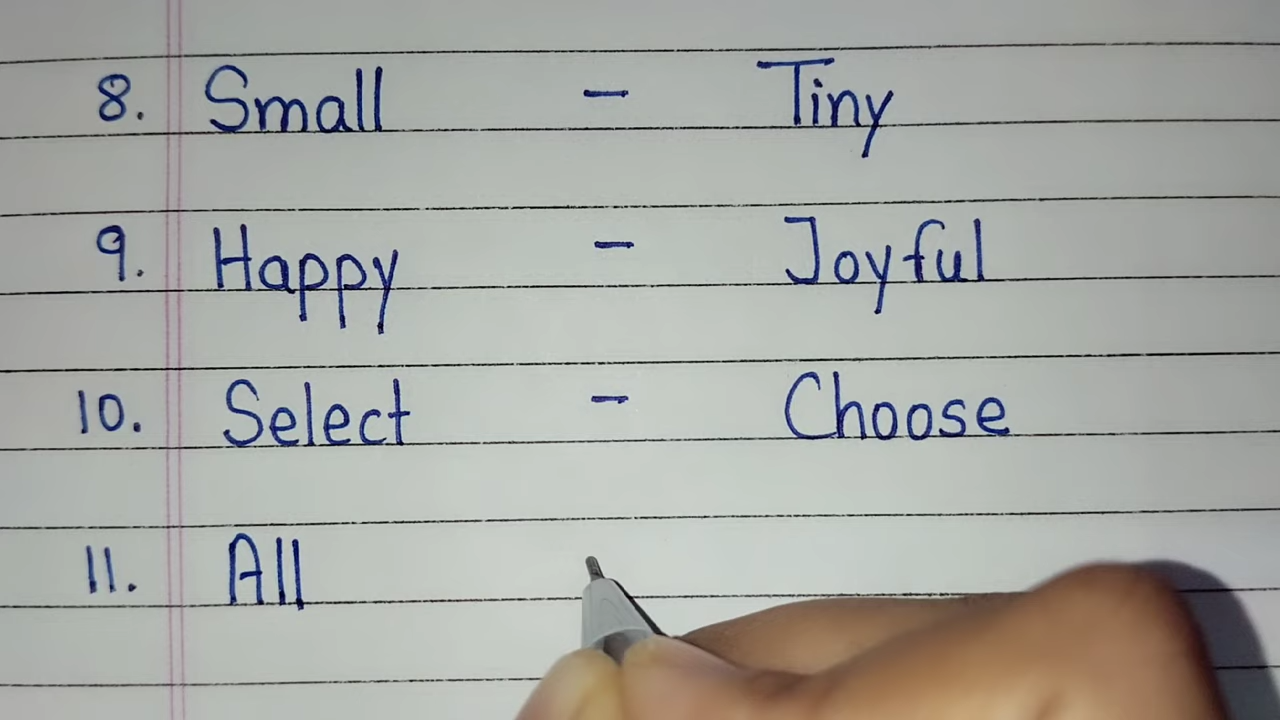 8. Small - Tiny
9. Happy - Joyful
10. Select - Choose
11. All